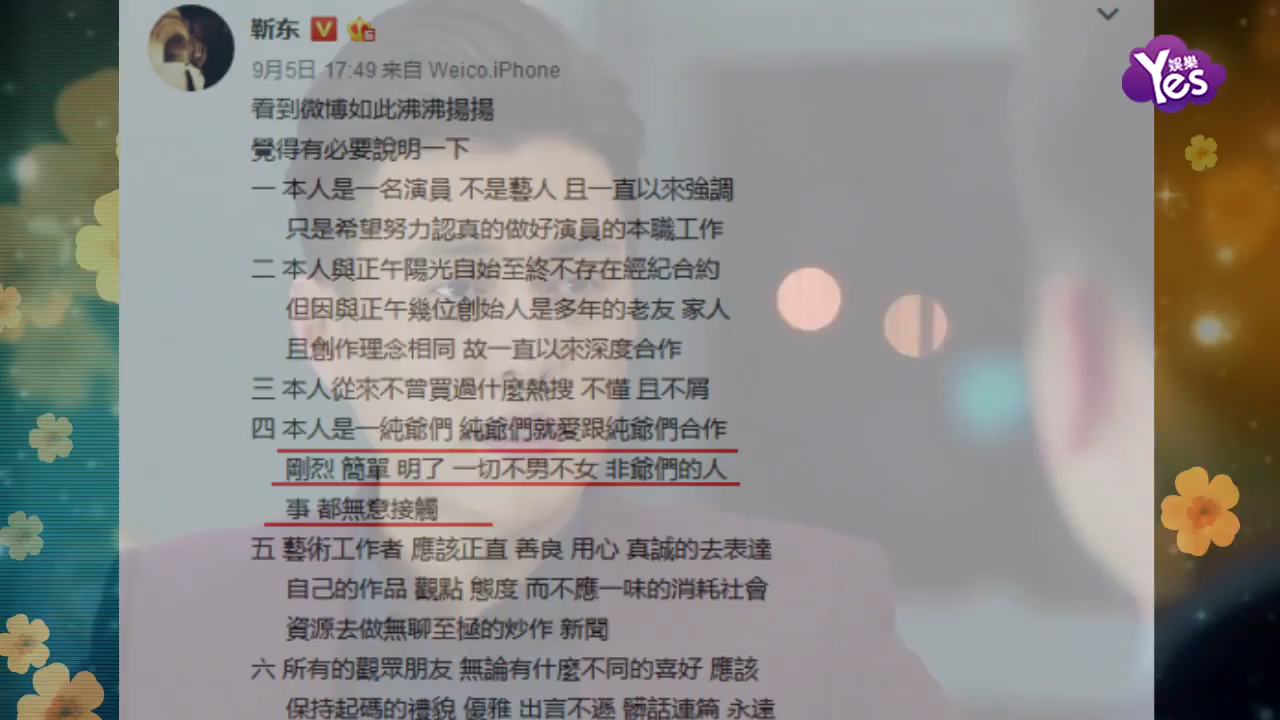 靳东
9月5日 17:49 来自 Weico.iPhone
看到微博如此沸沸揚揚
覺得有必要說明一下
一 本人是一名演員 不是藝人 且一直以來強調
只是希望努力認真的做好演員的本職工作
二 本人與正午陽光自始至終不存在經紀合約
但因與正午幾位創始人是多年的老友 家人
且創作理念相同 故一直以來深度合作
三 本人從來不曾買過什麼熱搜 不懂 且不屑
四 本人是一純爺們 純爺們就愛跟純爺們合作
剛烈 簡單 明了 一切不男不女 非爺們的人
事 都無意接觸
五 藝術工作者 應該正直 善良 用心 真誠的去表達
自己的作品 觀點 態度 而不應一味的消耗社會
資源去做無聊至極的炒作 新聞
六 所有的觀眾朋友 無論有什麼不同的喜好 應該
保持起碼的禮貌 優雅 出言不遜 髒話連篇 永遠
Yes 娛樂